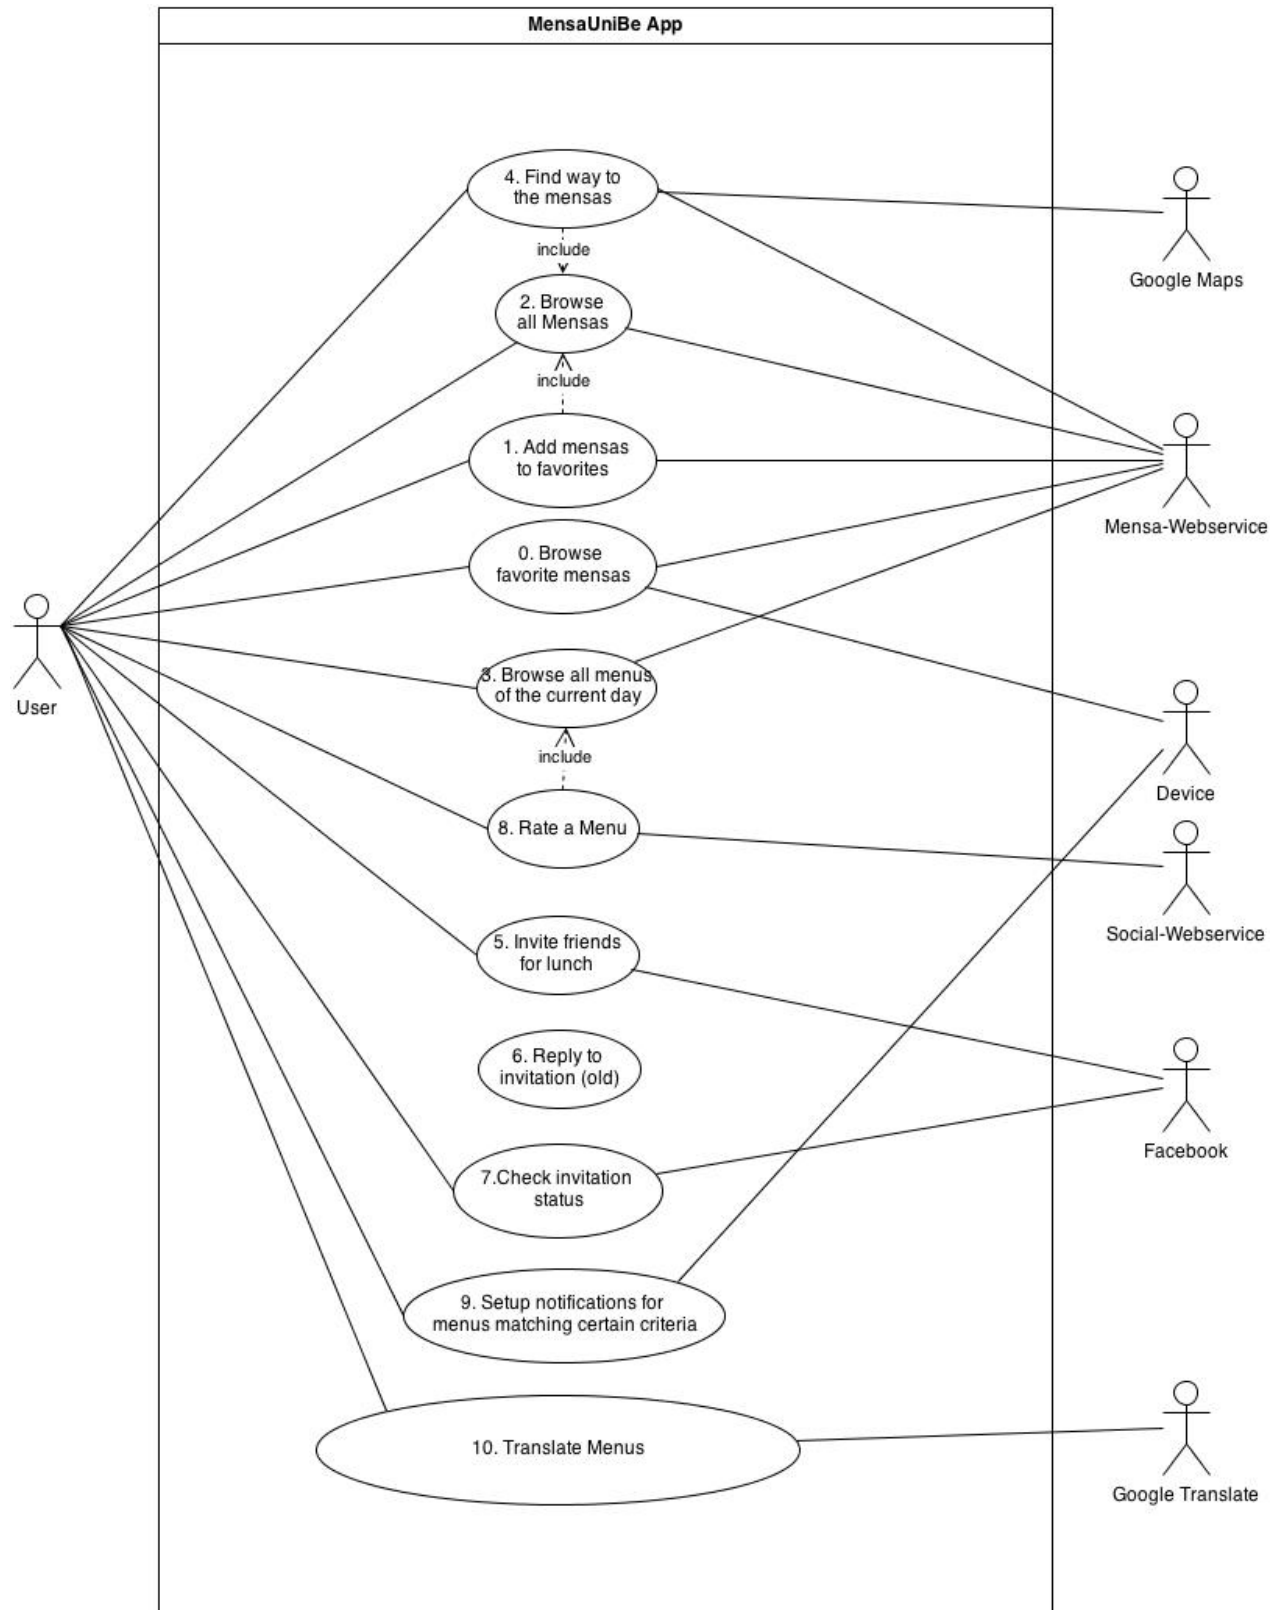 MensaUniBe App
4. Find way to
the mensas
include
2. Browse
all Mensas
include
1. Add mensas
to favorites
0. Browse
favorite mensas
3. Browse all menus
of the current day
include
8. Rate a Menu
5. Invite friends
for lunch
6. Reply to
invitation (old)
7.Check invitation
status
9. Setup notifications for
menus matching certain criteria
10. Translate Menus
User
Google Maps
Mensa-Webservice
Device
Social-Webservice
Facebook
Google Translate